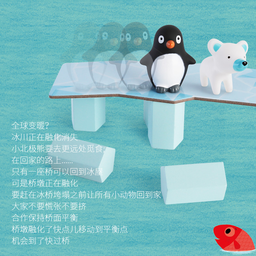 全球变暖?
冰川正在融化消失
小北极熊要去更远处低食
在回家的路上......
只有一座桥可以回到冰
可是桥墩正在融化
要赶在冰桥垮塌之前让所有小动物回到家
大家不要慌张不要挤
合作保持桥面平衡
桥墩融化了快点儿移动到平衡点
机会到了快过桥